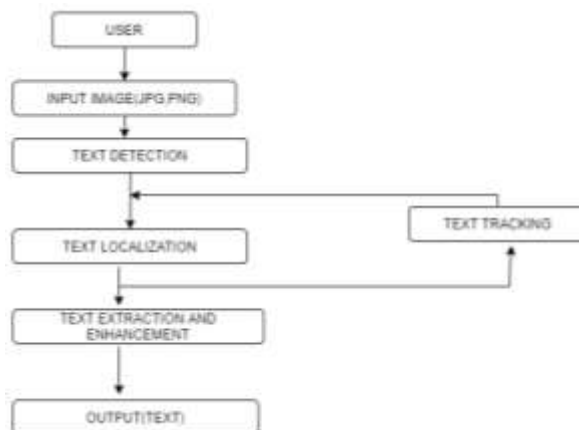 USER
INPUT IMAGE(JPG.PNG)
TEXT DETECTION
TEXT TRACKING
TEXT LOCALIZATION
TEXT EXTRACTION AND
ENHANCEMENT
OUTPUT(TEXT)